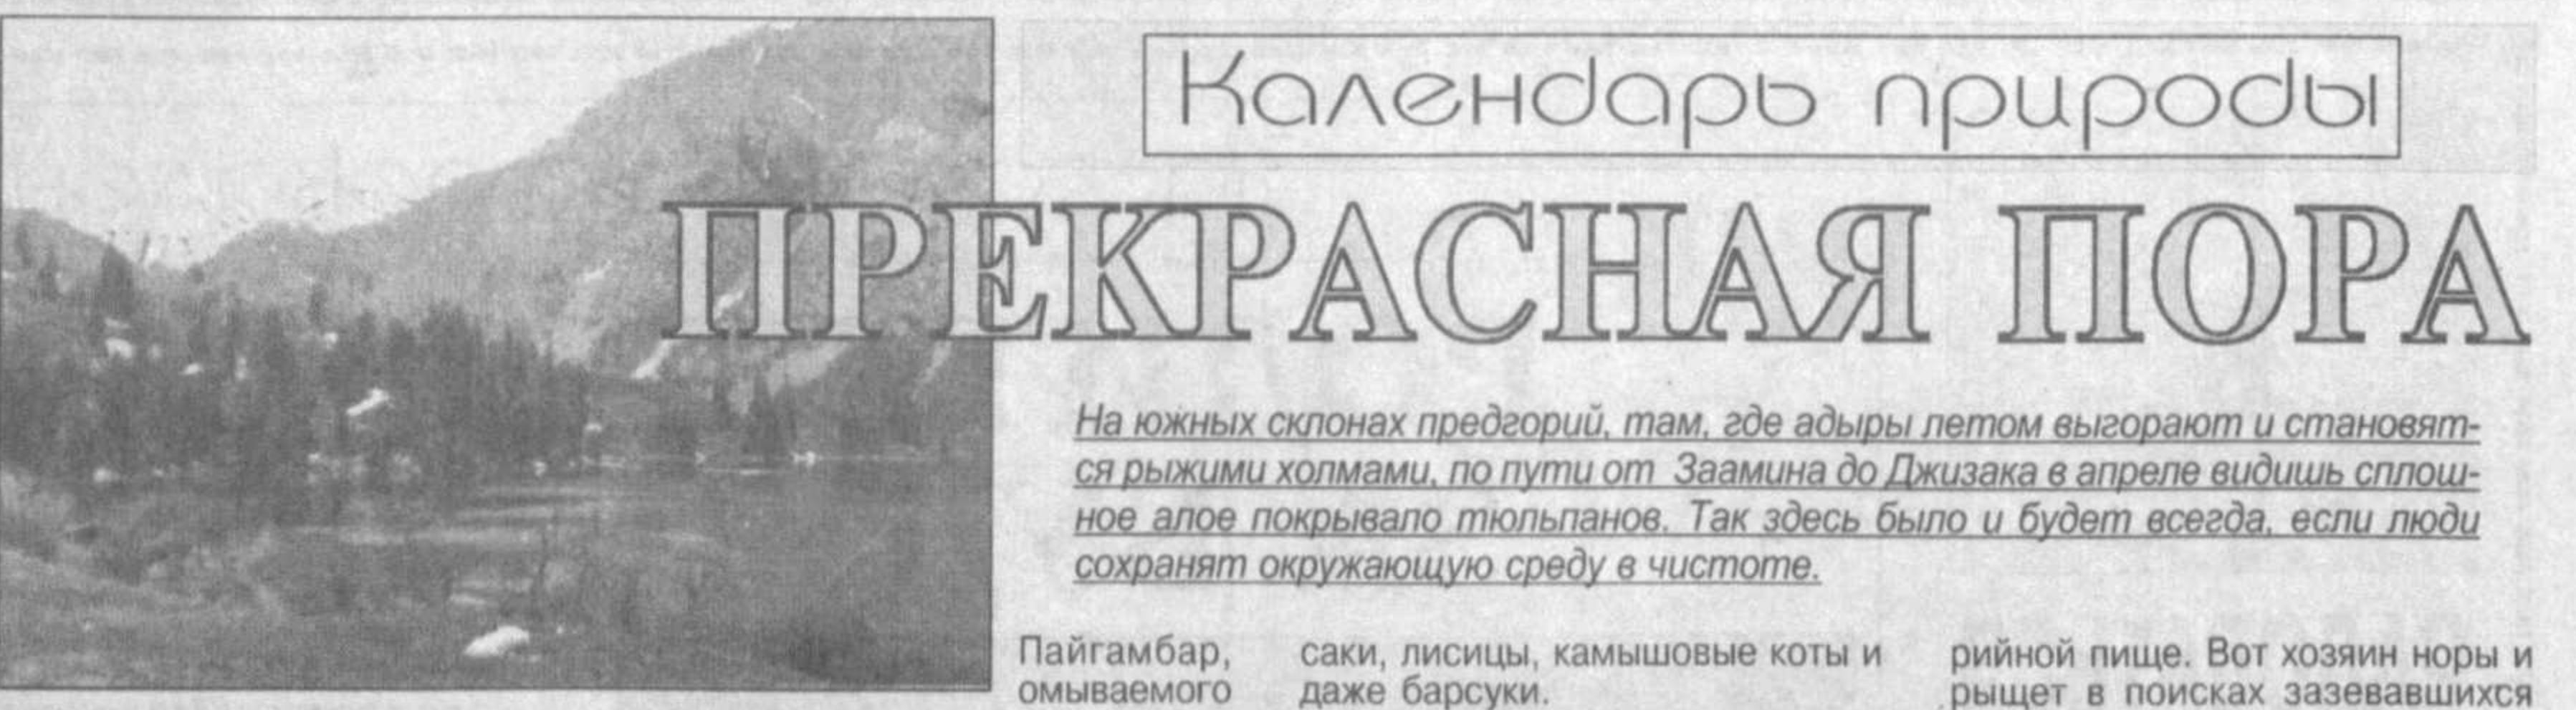 Календарь природы
ПРЕКРАСНАЯ ПОРА
На южных склонах предгорий, там, где адыры летом выгорают и становят-
ся рыжими холмами, по пути от Заамина до Джизака в апреле видишь сплош-
ное алое покрывало тюльпанов. Так здесь было и будет всегда, если люди
сохранят окружающую среду в чистоте.
Пайгамбар,
омываемого
саки, лисицы, камышовые коты и
даже барсуки.
рийной пище. Вот хозяин норы и
рыщет в поисках зазевавшихся